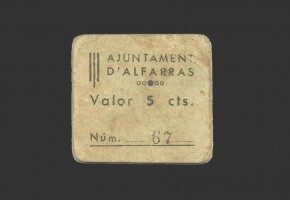 AJUNTAMENT
D'ALFARRAS
Valor 5 cts.
Núm. 67